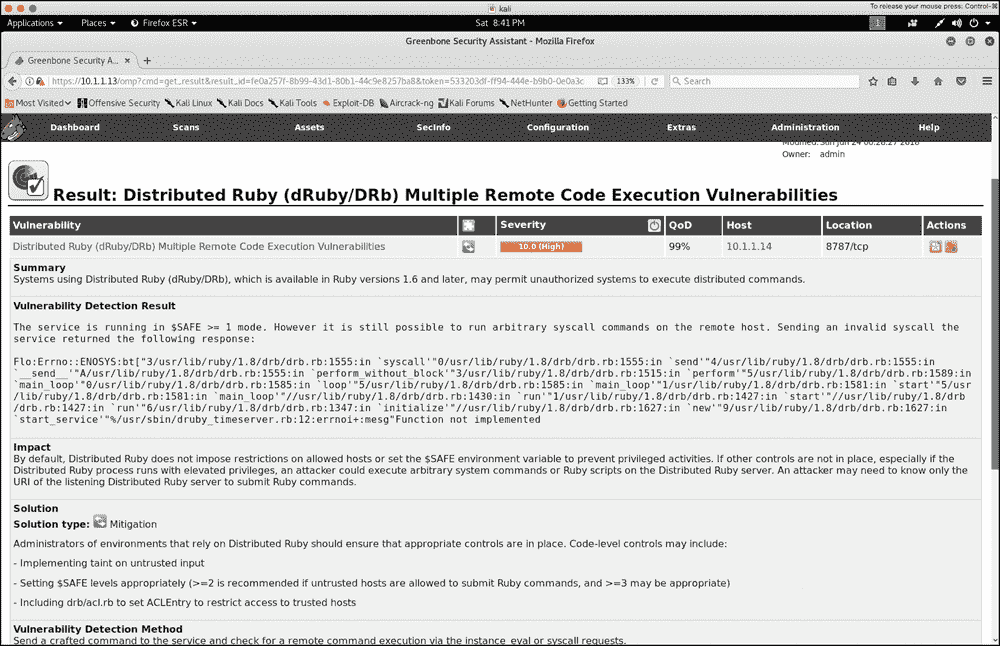 kali
To release your mouse press: Control-⌘
Applications Places Firefox ESR Sat 8:41 PM 1
Greenbone Security Assistant - Mozilla Firefox
Greenbone Security A... × +
https://10.1.1.13/omp?cmd=get_result&result_id=fe0a257f-8b99-43d1-80b1-44c9e8257ba8&token=533203df-ff94-444e-b9b0-0e0a3c 133% Search
Most Visited Offensive Security Kali Linux Kali Docs Kali Tools Exploit-DB Aircrack-ng Kali Forums NetHunter Getting Started
Dashboard Scans Assets SecInfo Configuration Extras Administration Help
Modified: Sun Jun 24 00:28:27 2018
Owner: admin
Result: Distributed Ruby (dRuby/DRb) Multiple Remote Code Execution Vulnerabilities
Vulnerability Severity QoD Host Location Actions
Distributed Ruby (dRuby/DRb) Multiple Remote Code Execution Vulnerabilities 10.0 (High) 99% 10.1.1.14 8787/tcp
Summary
Systems using Distributed Ruby (dRuby/DRb), which is available in Ruby versions 1.6 and later, may permit unauthorized systems to execute distributed commands.
Vulnerability Detection Result
The service is running in $SAFE >= 1 mode. However it is still possible to run arbitrary syscall commands on the remote host. Sending an invalid syscall the
service returned the following response:
Flo:Errno::ENOSYS:bt["3/usr/lib/ruby/1.8/drb/drb.rb:1555:in `syscall'"0/usr/lib/ruby/1.8/drb/drb.rb:1555:in `send'"4/usr/lib/ruby/1.8/drb/drb.rb:1555:in
`__send__'"A/usr/lib/ruby/1.8/drb/drb.rb:1555:in `perform_without_block'"3/usr/lib/ruby/1.8/drb/drb.rb:1515:in `perform'"5/usr/lib/ruby/1.8/drb/drb.rb:1589:in
`main_loop'"0/usr/lib/ruby/1.8/drb/drb.rb:1585:in `loop'"5/usr/lib/ruby/1.8/drb/drb.rb:1585:in `main_loop'"1/usr/lib/ruby/1.8/drb/drb.rb:1581:in `start'"5/usr
/lib/ruby/1.8/drb/drb.rb:1581:in `main_loop'"//usr/lib/ruby/1.8/drb/drb.rb:1430:in `run'"1/usr/lib/ruby/1.8/drb/drb.rb:1427:in `start'"//usr/lib/ruby/1.8/drb
/drb.rb:1427:in `run'"6/usr/lib/ruby/1.8/drb/drb.rb:1347:in `initialize'"//usr/lib/ruby/1.8/drb/drb.rb:1627:in `new'"9/usr/lib/ruby/1.8/drb/drb.rb:1627:in
`start_service'"%/usr/sbin/druby_timeserver.rb:12:errnoi+:mesg"Function not implemented
Impact
By default, Distributed Ruby does not impose restrictions on allowed hosts or set the $SAFE environment variable to prevent privileged activities. If other controls are not in place, especially if the
Distributed Ruby process runs with elevated privileges, an attacker could execute arbitrary system commands or Ruby scripts on the Distributed Ruby server. An attacker may need to know only the
URI of the listening Distributed Ruby server to submit Ruby commands.
Solution
Solution type: Mitigation
Administrators of environments that rely on Distributed Ruby should ensure that appropriate controls are in place. Code-level controls may include:
- Implementing taint on untrusted input
- Setting $SAFE levels appropriately (>=2 is recommended if untrusted hosts are allowed to submit Ruby commands, and >=3 may be appropriate)
- Including drb/acl.rb to set ACLEntry to restrict access to trusted hosts
Vulnerability Detection Method
Send a crafted command to the service and check for a remote command execution via the instance_eval or syscall requests.